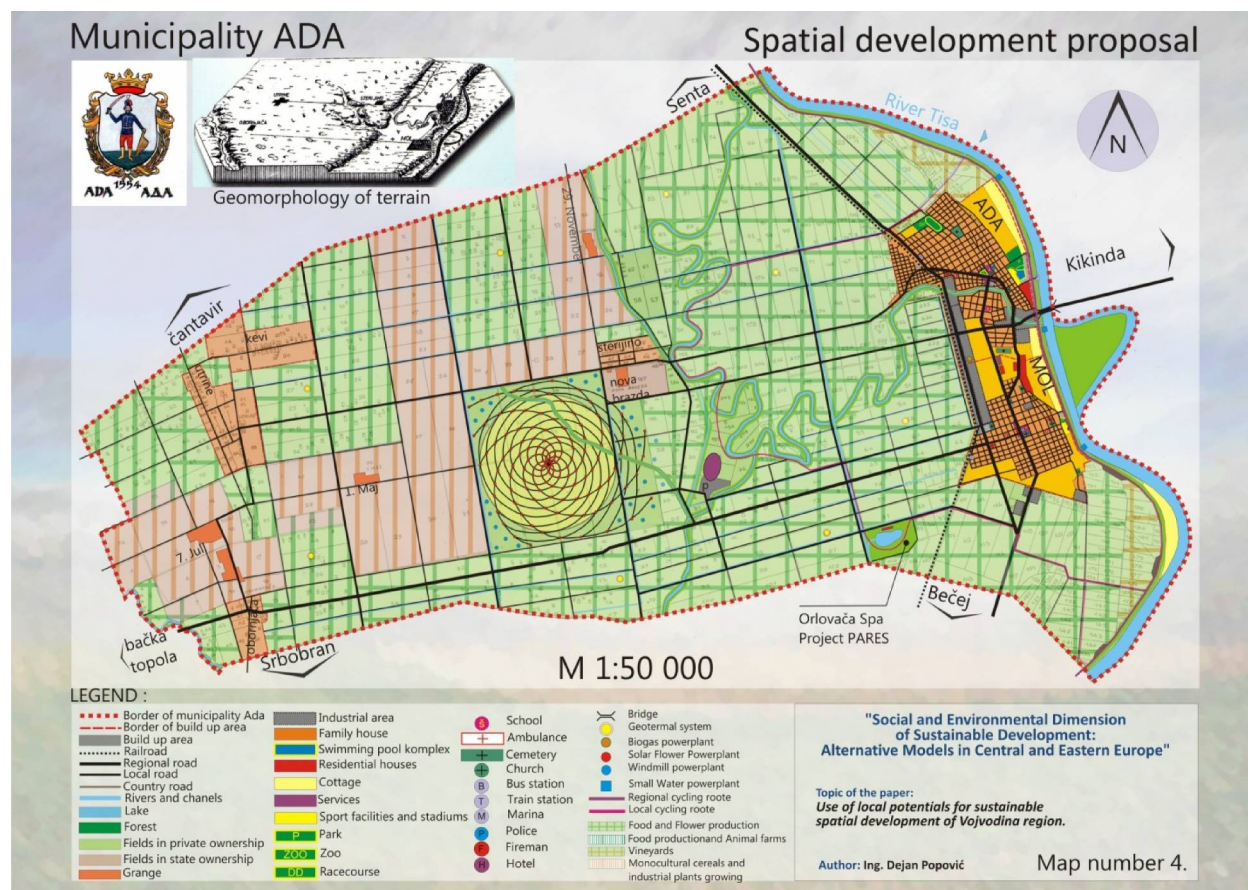 Municipality ADA
Spatial development proposal
ADA 1554 АДА
Geomorphology of terrain
UTRINE
STERIJINO
OBORNJAČA
MOL
Senta
River Tisa
N
ADA
Kikinda
29. Novembar
čantavir
kevi
utrine
sterijino
nova
brazda
MOL
1. Maj
P
7. Jul
obornjača
bačka
topola
Srbobran
Bečej
Orlovača Spa
Project PARES
M 1:50 000
LEGEND :
Border of municipality Ada
Border of build up area
Build up area
Railroad
Regional road
Local road
Country road
Rivers and chanels
Lake
Forest
Fields in private ownership
Fields in state ownership
Grange
Industrial area
Family house
Swimming pool komplex
Residential houses
Cottage
Services
Sport facilities and stadiums
P Park
ZOO Zoo
DD Racecourse
School
Ambulance
Cemetery
Church
B Bus station
T Train station
M Marina
P Police
F Fireman
H Hotel
Bridge
Geotermal system
Biogas powerplant
Solar Flower Powerplant
Windmill powerplant
Small Water powerplant
Regional cycling roote
Local cycling roote
Food and Flower production
Food productionand Animal farms
Vineyards
Monocultural cereals and
industrial plants growing
"Social and Environmental Dimension
of Sustainable Development:
Alternative Models in Central and Eastern Europe"
Topic of the paper:
Use of local potentials for sustainable
spatial development of Vojvodina region.
Author: Ing. Dejan Popović
Map number 4.